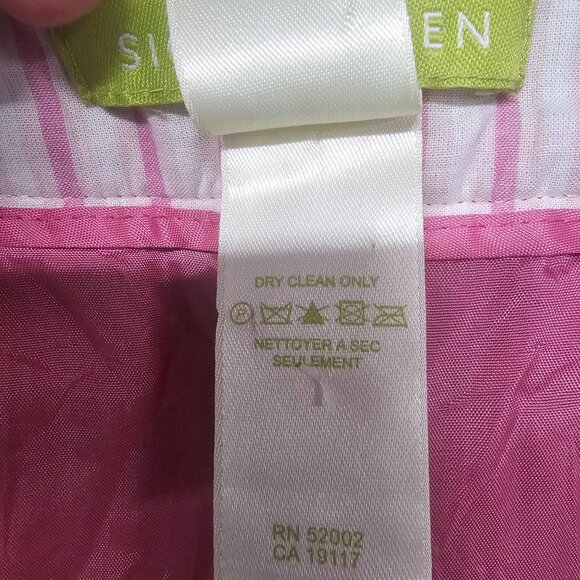 SI EN
DRY CLEAN ONLY
P
NETTOYER A SEC
SEULEMENT
RN 52002
CA 19117